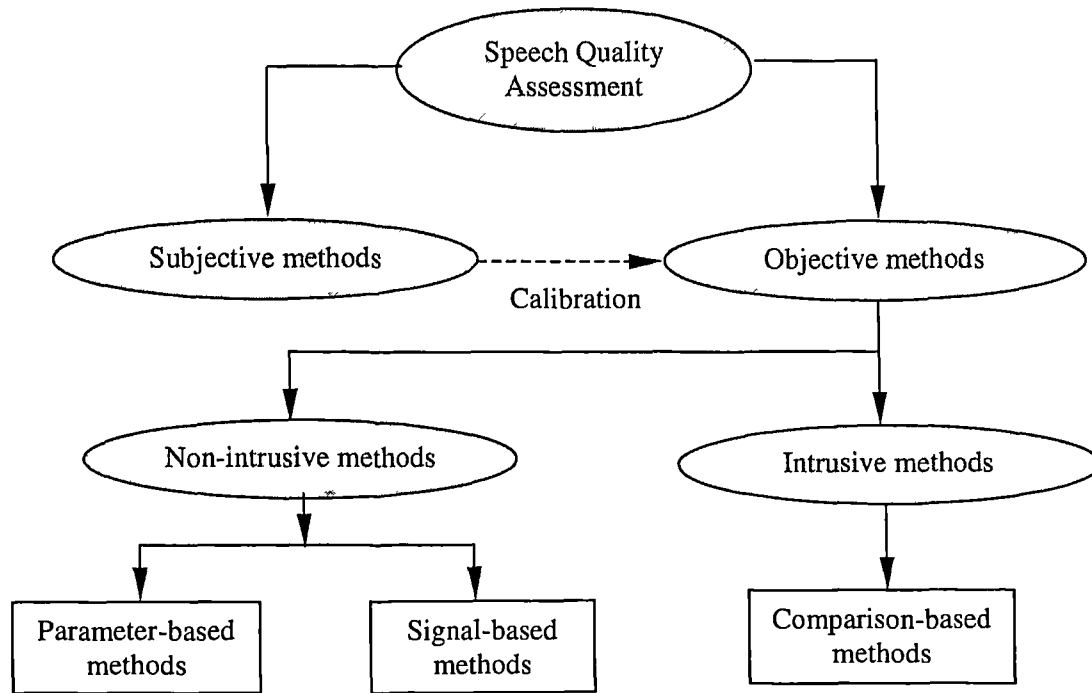 Speech Quality
Assessment
Subjective methods
Objective methods
Calibration
Non-intrusive methods
Intrusive methods
Parameter-based
methods
Signal-based
methods
Comparison-based
methods